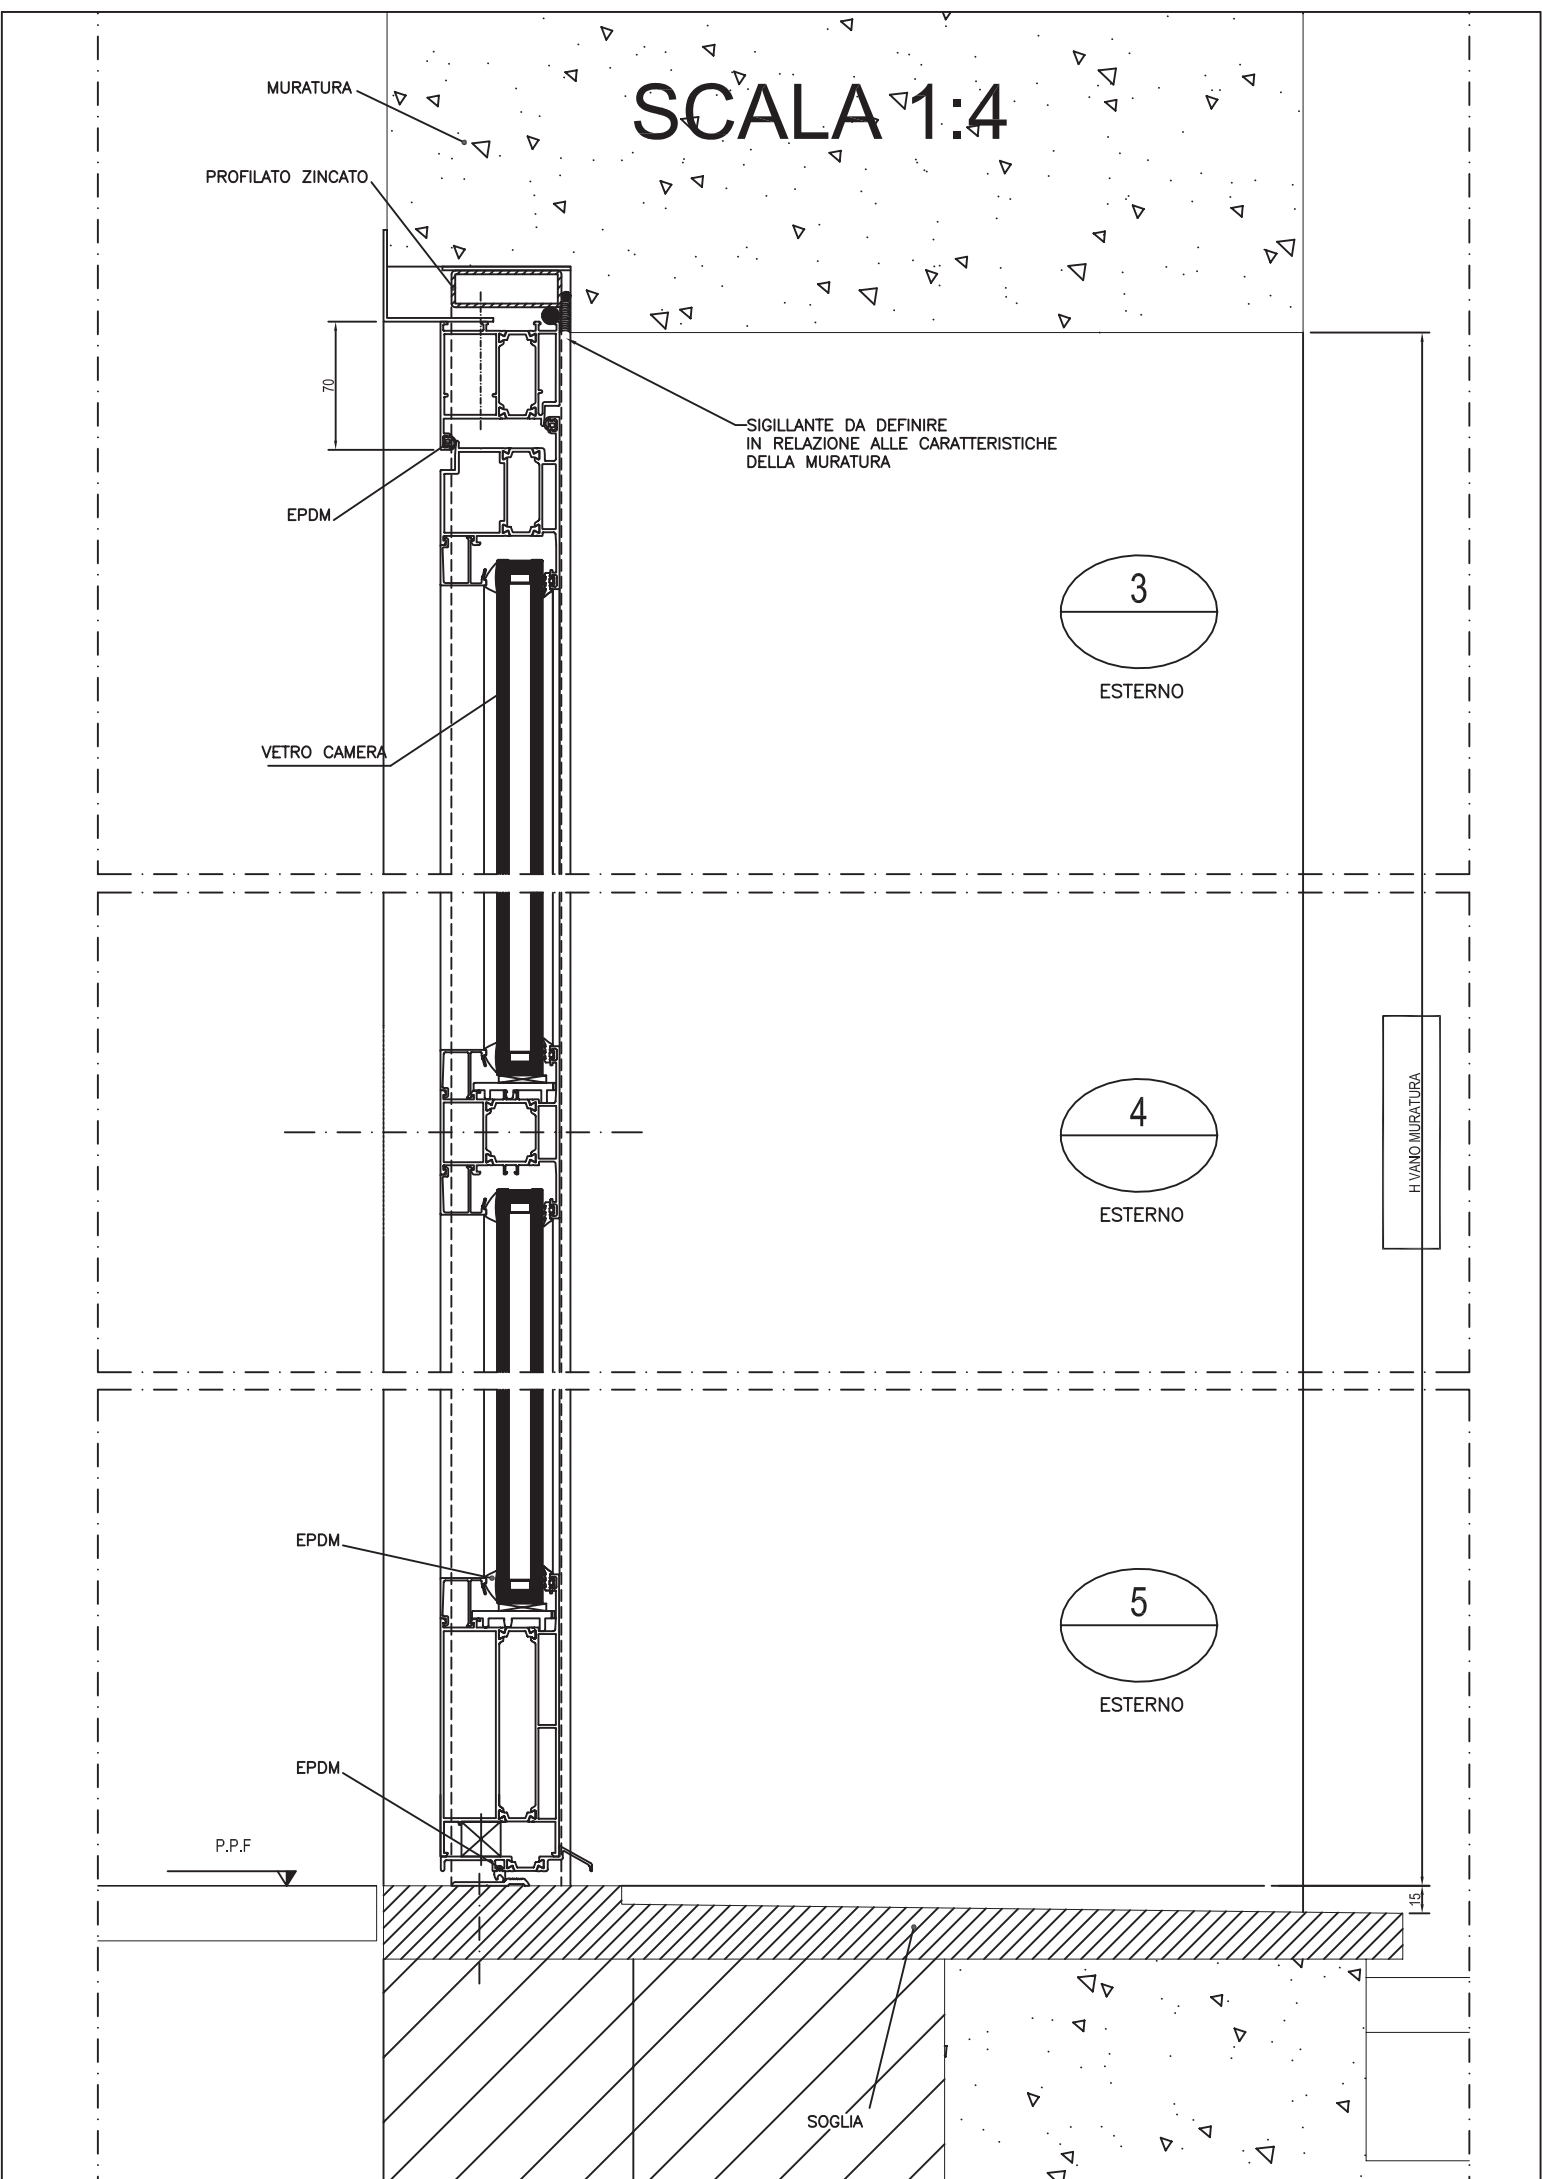 SCALA 1:4
MURATURA
PROFILATO ZINCATO
70
SIGILLANTE DA DEFINIRE
IN RELAZIONE ALLE CARATTERISTICHE
DELLA MURATURA
EPDM
3
ESTERNO
VETRO CAMERA
4
H VANO MURATURA
ESTERNO
EPDM
5
ESTERNO
EPDM
P.P.F
15
SOGLIA